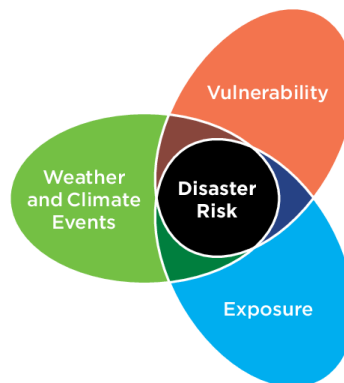 Vulnerability
Weather
and Climate
Events
Disaster
Risk
Exposure